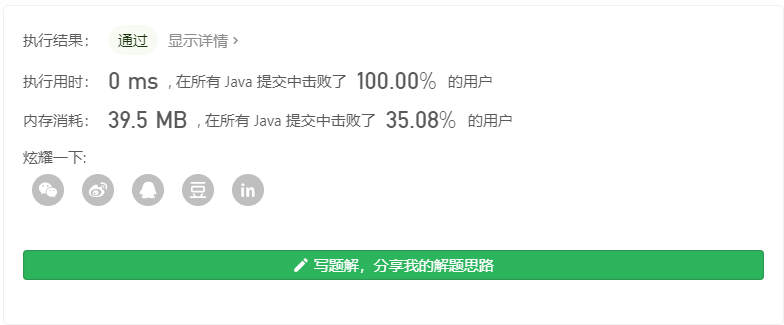 执行结果： 通过 显示详情 ›
执行用时： 0 ms , 在所有 Java 提交中击败了 100.00% 的用户
内存消耗： 39.5 MB , 在所有 Java 提交中击败了 35.08% 的用户
炫耀一下:
豆 in
写题解，分享我的解题思路